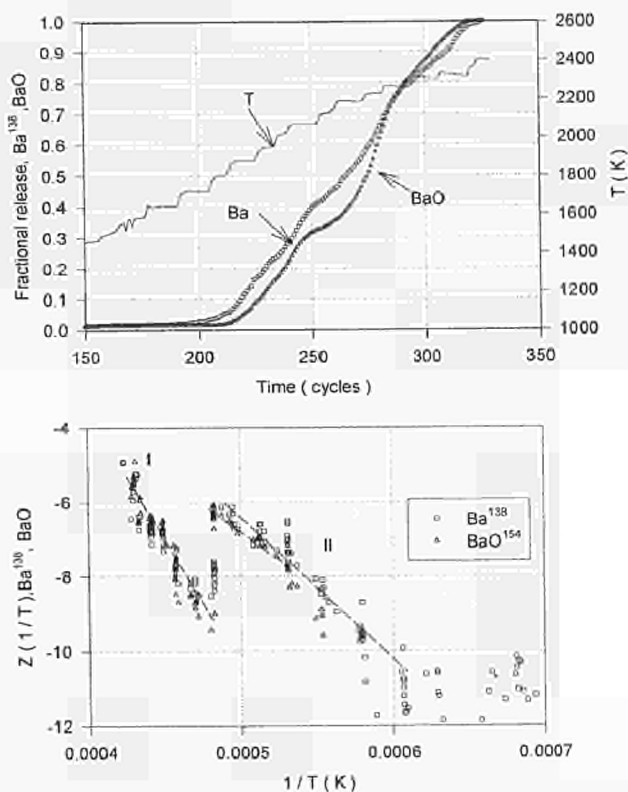 1.0
0.9
0.8
0.7
0.6
0.5
0.4
0.3
0.2
0.1
0.0
Fractional release, Ba¹³⁸, BaO
2600
2400
2200
2000
1800
1600
1400
1200
1000
T ( K )
T
Ba
BaO
150 200 250 300 350
Time ( cycles )
-4
-6
-8
-10
-12
Z ( 1 / T ), Ba¹³⁸, BaO
I
II
Ba¹³⁸
BaO¹⁵⁴
0.0004 0.0005 0.0006 0.0007
1 / T ( K )